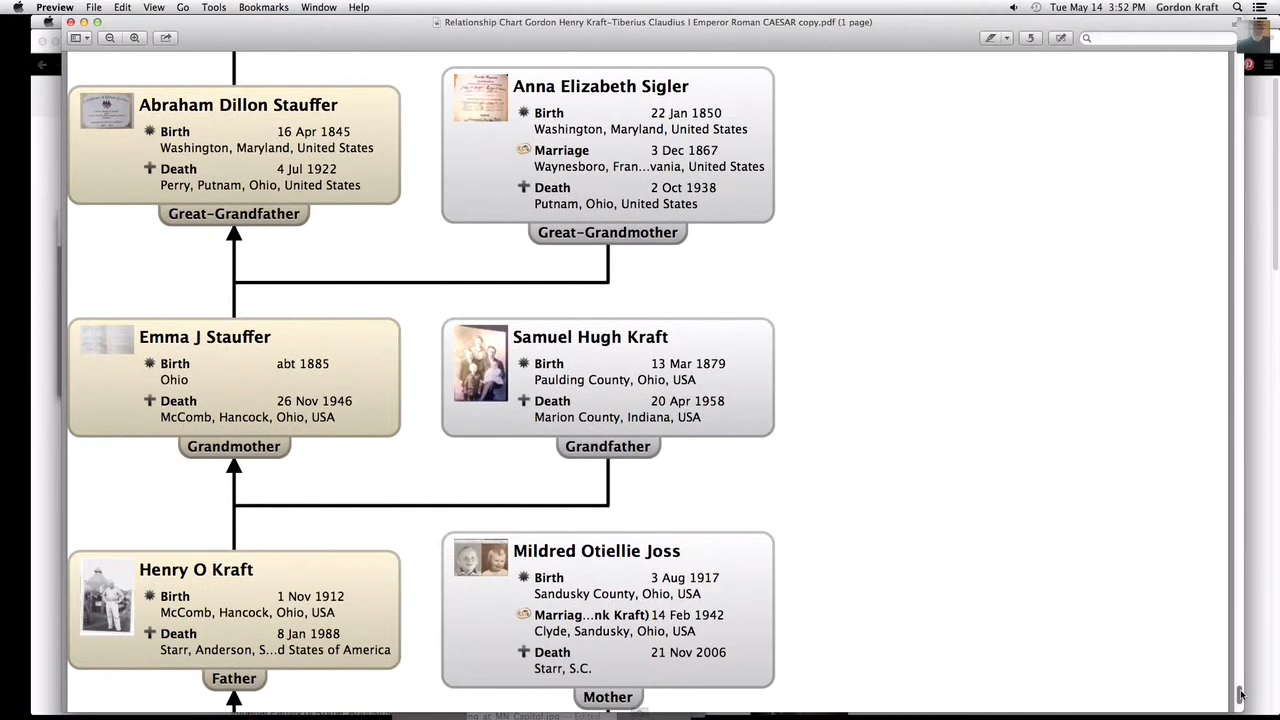 Preview File Edit View Go Tools Bookmarks Window Help Tue May 14 3:52 PM Gordon Kraft
Relationship Chart Gordon Henry Kraft-Tiberius Claudius I Emperor Roman CAESAR copy.pdf (1 page)
5
Abraham Dillon Stauffer
Birth 16 Apr 1845
Washington, Maryland, United States
Death 4 Jul 1922
Perry, Putnam, Ohio, United States
Great-Grandfather
Anna Elizabeth Sigler
Birth 22 Jan 1850
Washington, Maryland, United States
Marriage 3 Dec 1867
Waynesboro, Fran...vania, United States
Death 2 Oct 1938
Putnam, Ohio, United States
Great-Grandmother
Emma J Stauffer
Birth abt 1885
Ohio
Death 26 Nov 1946
McComb, Hancock, Ohio, USA
Grandmother
Samuel Hugh Kraft
Birth 13 Mar 1879
Paulding County, Ohio, USA
Death 20 Apr 1958
Marion County, Indiana, USA
Grandfather
Henry O Kraft
Birth 1 Nov 1912
McComb, Hancock, Ohio, USA
Death 8 Jan 1988
Starr, Anderson, S...d States of America
Father
Mildred Otiellie Joss
Birth 3 Aug 1917
Sandusky County, Ohio, USA
Marriag...nk Kraft) 14 Feb 1942
Clyde, Sandusky, Ohio, USA
Death 21 Nov 2006
Starr, S.C.
Mother
ng at MN Capitol.jpg — Edited